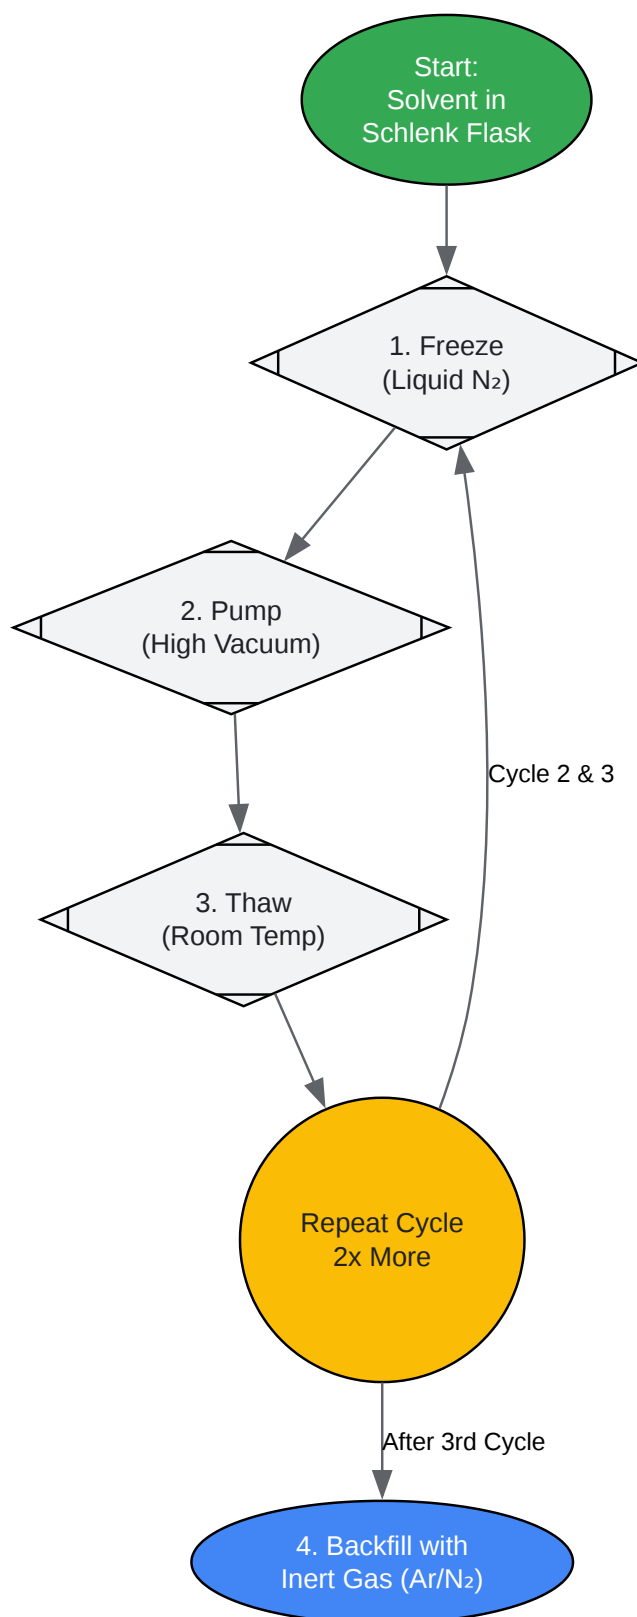 Start:
Solvent in
Schlenk Flask
1. Freeze
(Liquid N₂)
2. Pump
(High Vacuum)
Cycle 2 & 3
3. Thaw
(Room Temp)
Repeat Cycle
2x More
After 3rd Cycle
4. Backfill with
Inert Gas (Ar/N₂)